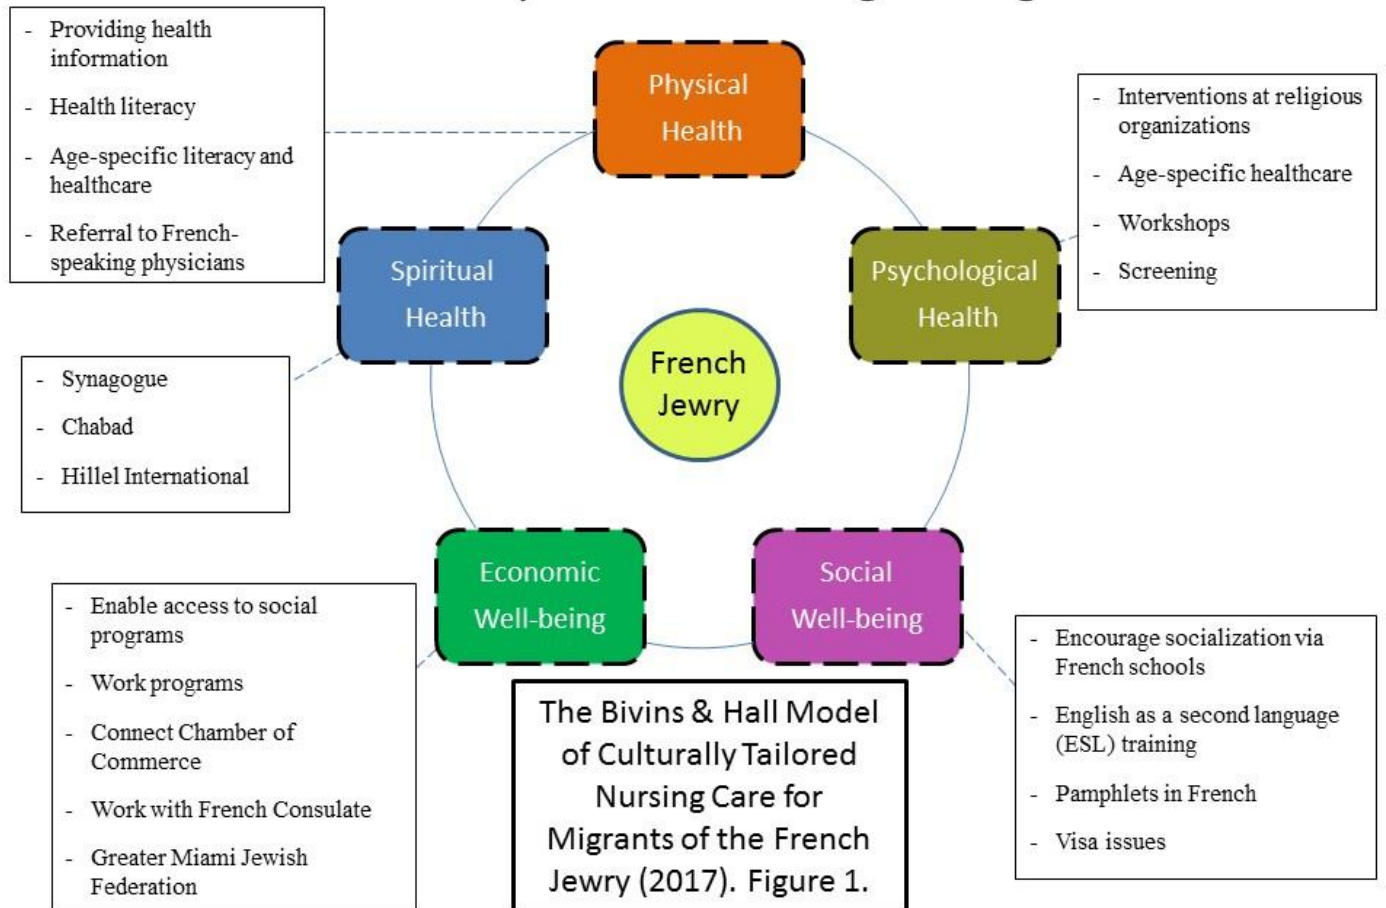 - Providing health
information
- Health literacy
- Age-specific literacy and
healthcare
- Referral to French-
speaking physicians
Physical
Health
- Interventions at religious
organizations
- Age-specific healthcare
- Workshops
- Screening
Spiritual
Health
Psychological
Health
French
Jewry
- Synagogue
- Chabad
- Hillel International
Economic
Well-being
Social
Well-being
- Enable access to social
programs
- Work programs
- Connect Chamber of
Commerce
- Work with French Consulate
- Greater Miami Jewish
Federation
The Bivins & Hall Model
of Culturally Tailored
Nursing Care for
Migrants of the French
Jewry (2017). Figure 1.
- Encourage socialization via
French schools
- English as a second language
(ESL) training
- Pamphlets in French
- Visa issues